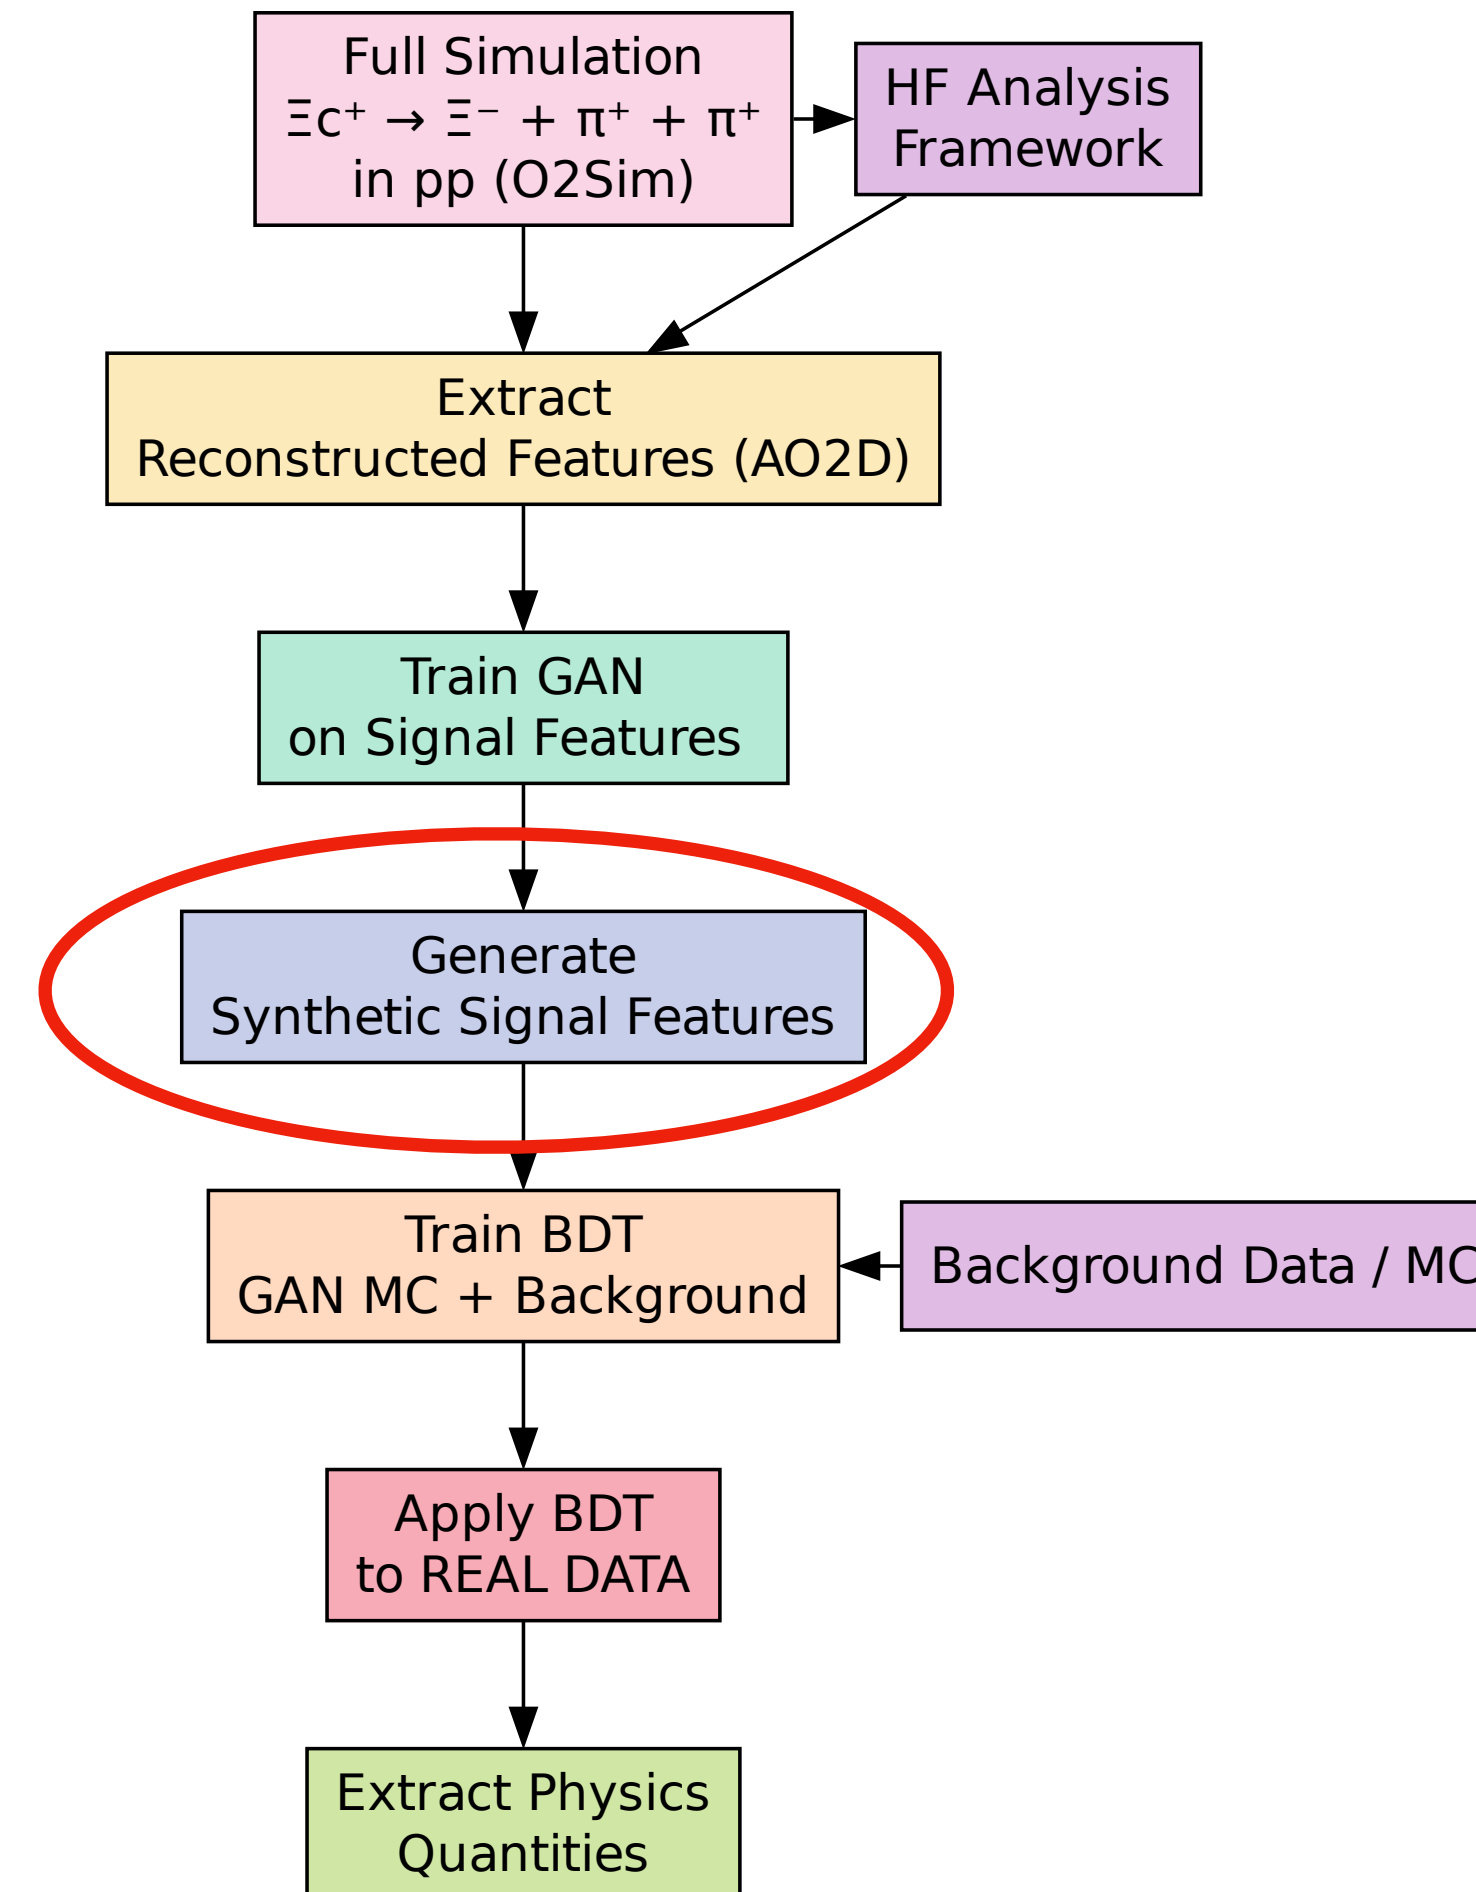 Full Simulation
Ξc⁺ → Ξ⁻ + π⁺ + π⁺
in pp (O2Sim)
HF Analysis
Framework
Extract
Reconstructed Features (AO2D)
Train GAN
on Signal Features
Generate
Synthetic Signal Features
Train BDT
GAN MC + Background
Background Data / MC
Apply BDT
to REAL DATA
Extract Physics
Quantities